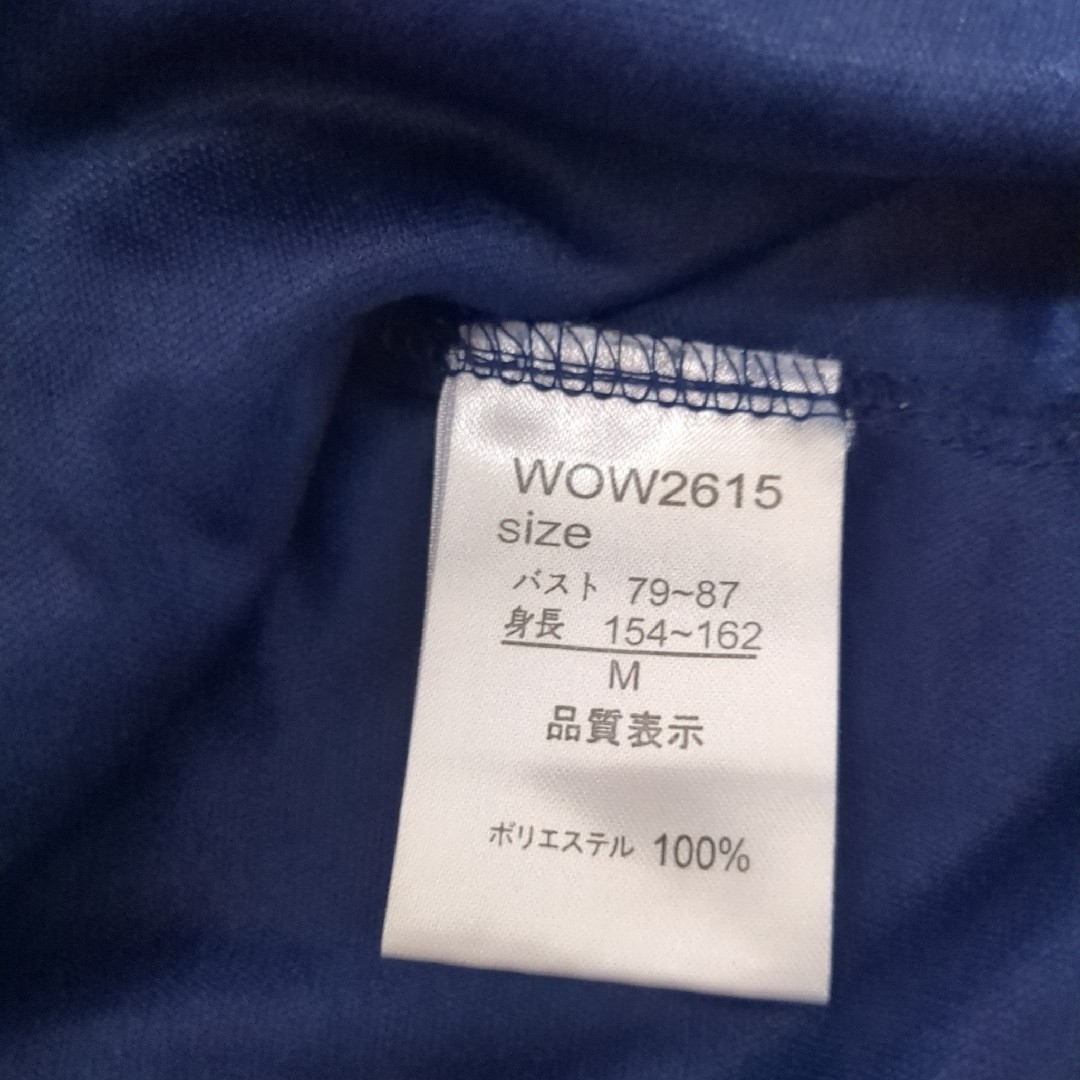 WOW2615
size
バスト 79~87
身長 154~162
M
品質表示
ポリエステル 100%